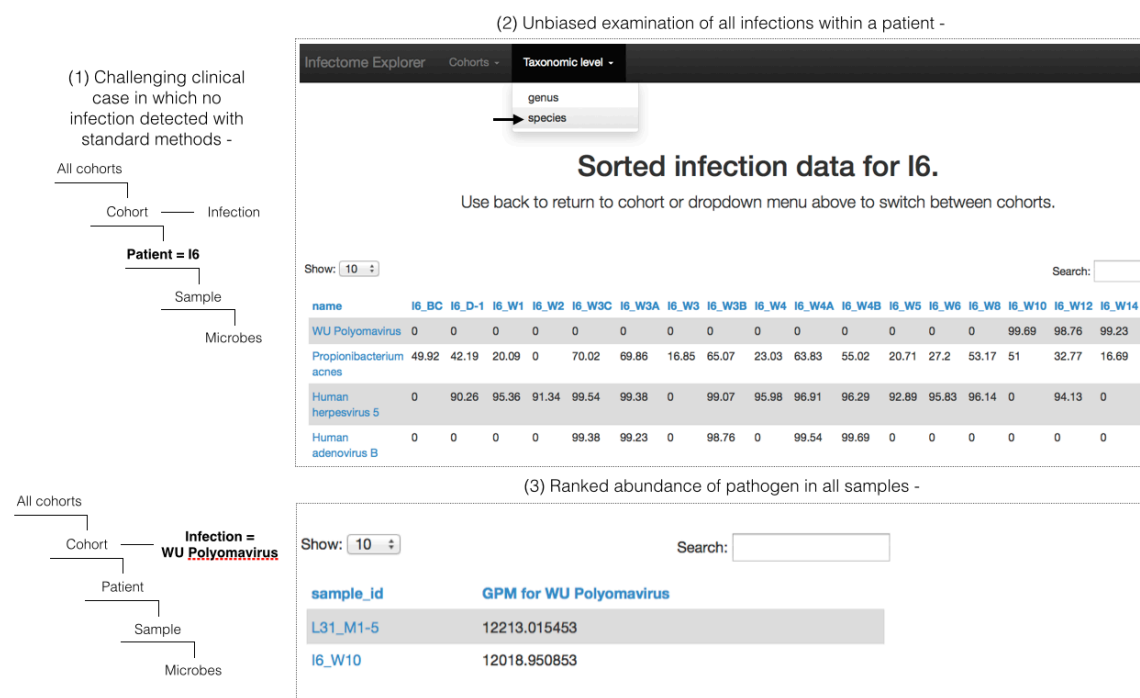 (2) Unbiased examination of all infections within a patient -
(1) Challenging clinical
case in which no
infection detected with
standard methods -
All cohorts
Cohort
Infection
Patient = I6
Sample
Microbes
Infectome Explorer Cohorts Taxonomic level
genus
species
Sorted infection data for I6.
Use back to return to cohort or dropdown menu above to switch between cohorts.
Show: 10 Search:
name I6_BC I6_D-1 I6_W1 I6_W2 I6_W3C I6_W3A I6_W3 I6_W3B I6_W4 I6_W4A I6_W4B I6_W5 I6_W6 I6_W8 I6_W10 I6_W12 I6_W14
WU Polyomavirus 0 0 0 0 0 0 0 0 0 0 0 0 0 0 99.69 98.76 99.23
Propionibacterium 49.92 42.19 20.09 0 70.02 69.86 16.85 65.07 23.03 63.83 55.02 20.71 27.2 53.17 51 32.77 16.69
acnes
Human 0 90.26 95.36 91.34 99.54 99.38 0 99.07 95.98 96.91 96.29 92.89 95.83 96.14 0 94.13 0
herpesvirus 5
Human 0 0 0 0 99.38 99.23 0 98.76 0 99.54 99.69 0 0 0 0 0 0
adenovirus B
(3) Ranked abundance of pathogen in all samples -
All cohorts
Cohort
Infection =
WU Polyomavirus
Patient
Sample
Microbes
Show: 10 Search:
sample_id GPM for WU Polyomavirus
L31_M1-5 12213.015453
I6_W10 12018.950853